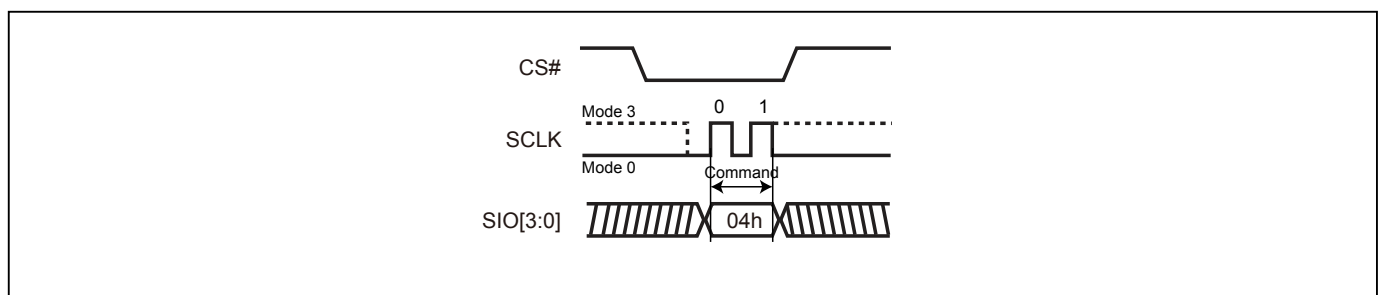 CS#
Mode 3
0 1
SCLK
Mode 0
Command
SIO[3:0]
04h